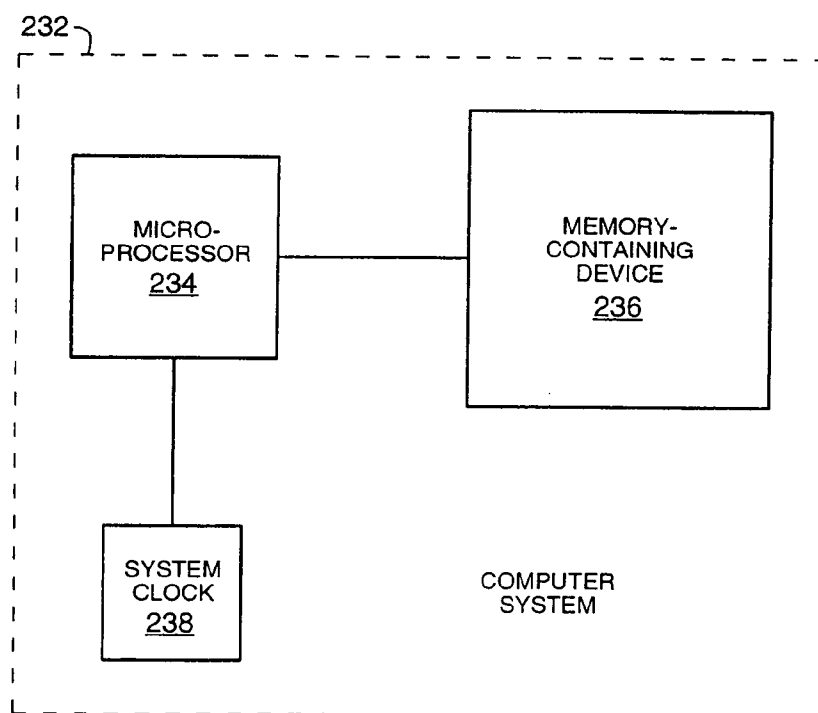 232
MICRO-
PROCESSOR
234
MEMORY-
CONTAINING
DEVICE
236
SYSTEM
CLOCK
238
COMPUTER
SYSTEM